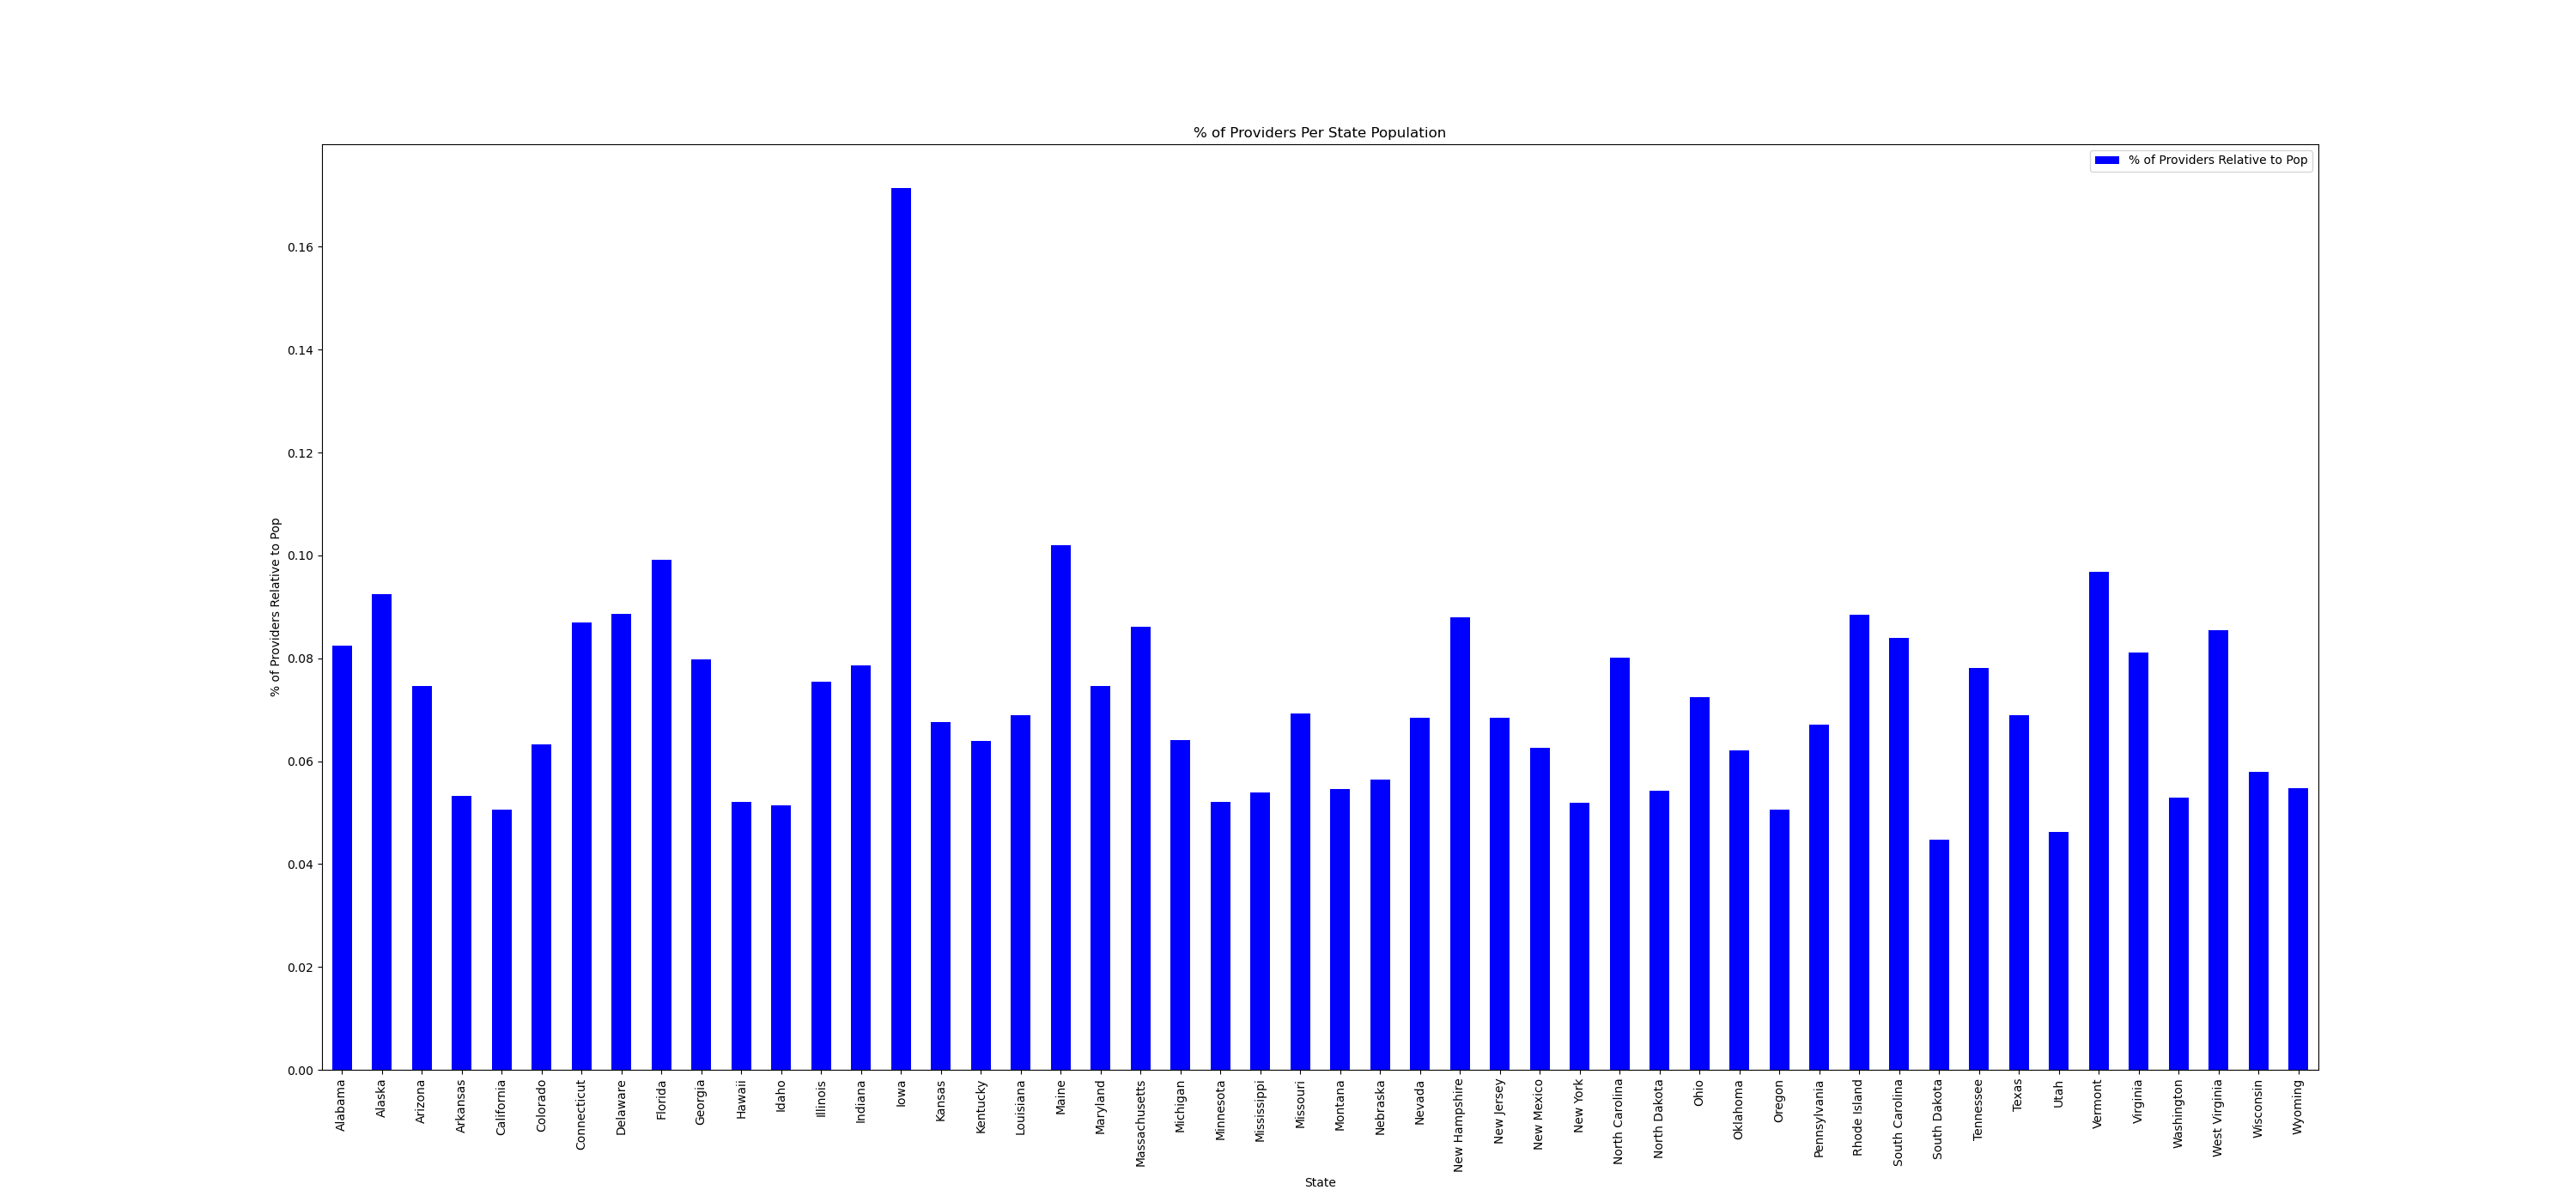 % of Providers Per State Population
% of Providers Relative to Pop
% of Providers Relative to Pop
0.16
0.14
0.12
0.10
0.08
0.06
0.04
0.02
0.00
Alabama
Alaska
Arizona
Arkansas
California
Colorado
Connecticut
Delaware
Florida
Georgia
Hawaii
Idaho
Illinois
Indiana
Iowa
Kansas
Kentucky
Louisiana
Maine
Maryland
Massachusetts
Michigan
Minnesota
Mississippi
Missouri
Montana
Nebraska
Nevada
New Hampshire
New Jersey
New Mexico
New York
North Carolina
North Dakota
Ohio
Oklahoma
Oregon
Pennsylvania
Rhode Island
South Carolina
South Dakota
Tennessee
Texas
Utah
Vermont
Virginia
Washington
West Virginia
Wisconsin
Wyoming
State